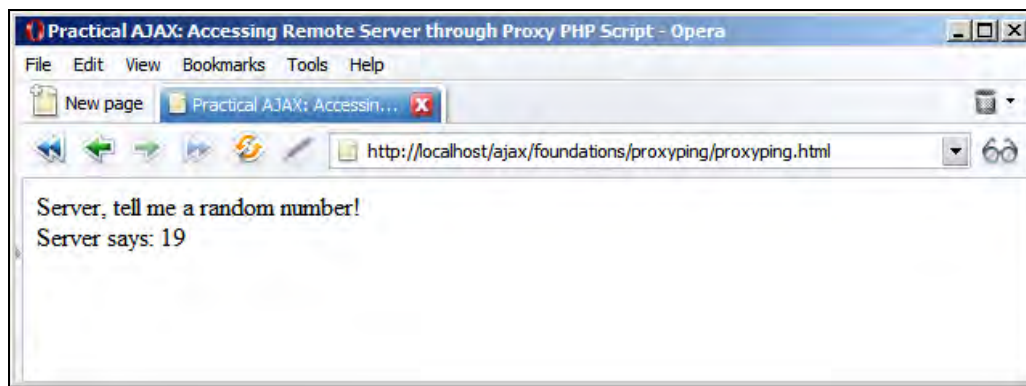 Practical AJAX: Accessing Remote Server through Proxy PHP Script - Opera
File Edit View Bookmarks Tools Help
New page Practical AJAX: Accessin...
http://localhost/ajax/foundations/proxyping/proxyping.html
Server, tell me a random number!
Server says: 19